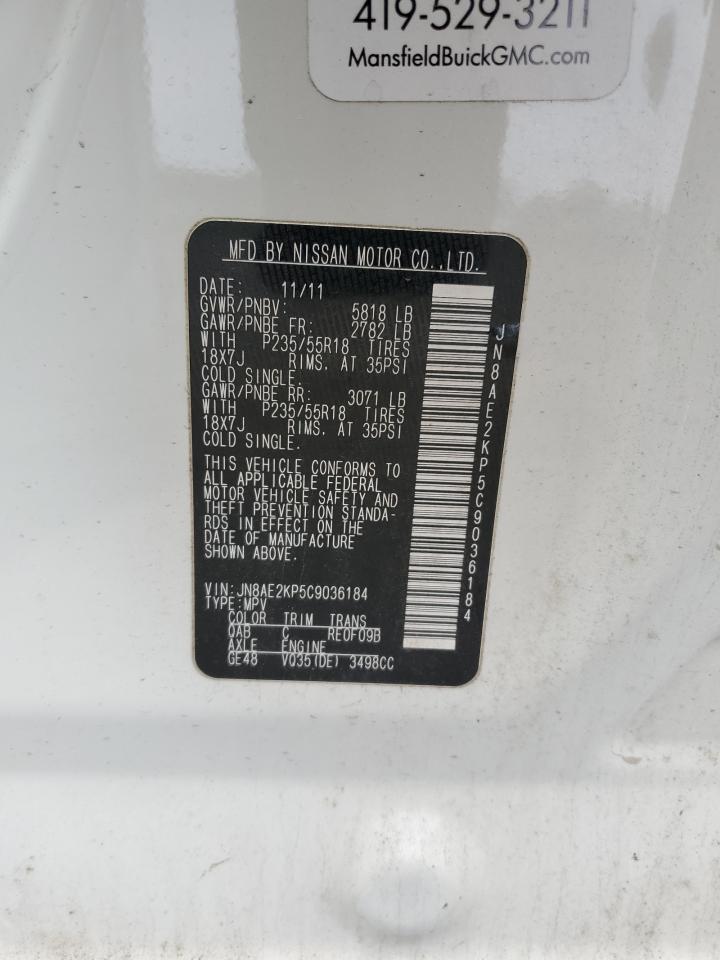 419-529-3211
MansfieldBuickGMC.com
MFD BY NISSAN MOTOR CO.,LTD.
DATE: 11/11
GVWR/PNBV: 5818 LB
GAWR/PNBE FR: 2782 LB
WITH P235/55R18 TIRES
18X7J RIMS. AT 35PSI
COLD SINGLE.
GAWR/PNBE RR: 3071 LB
WITH P235/55R18 TIRES
18X7J RIMS. AT 35PSI
COLD SINGLE.
THIS VEHICLE CONFORMS TO
ALL APPLICABLE FEDERAL
MOTOR VEHICLE SAFETY AND
THEFT PREVENTION STANDA-
RDS IN EFFECT ON THE
DATE OF MANUFACTURE
SHOWN ABOVE.
VIN:JN8AE2KP5C9036184
TYPE:MPV
COLOR TRIM TRANS
QAB C RE0F09B
AXLE ENGINE
GE48 VQ35(DE) 3498CC
JN8AE2KP5C9036184